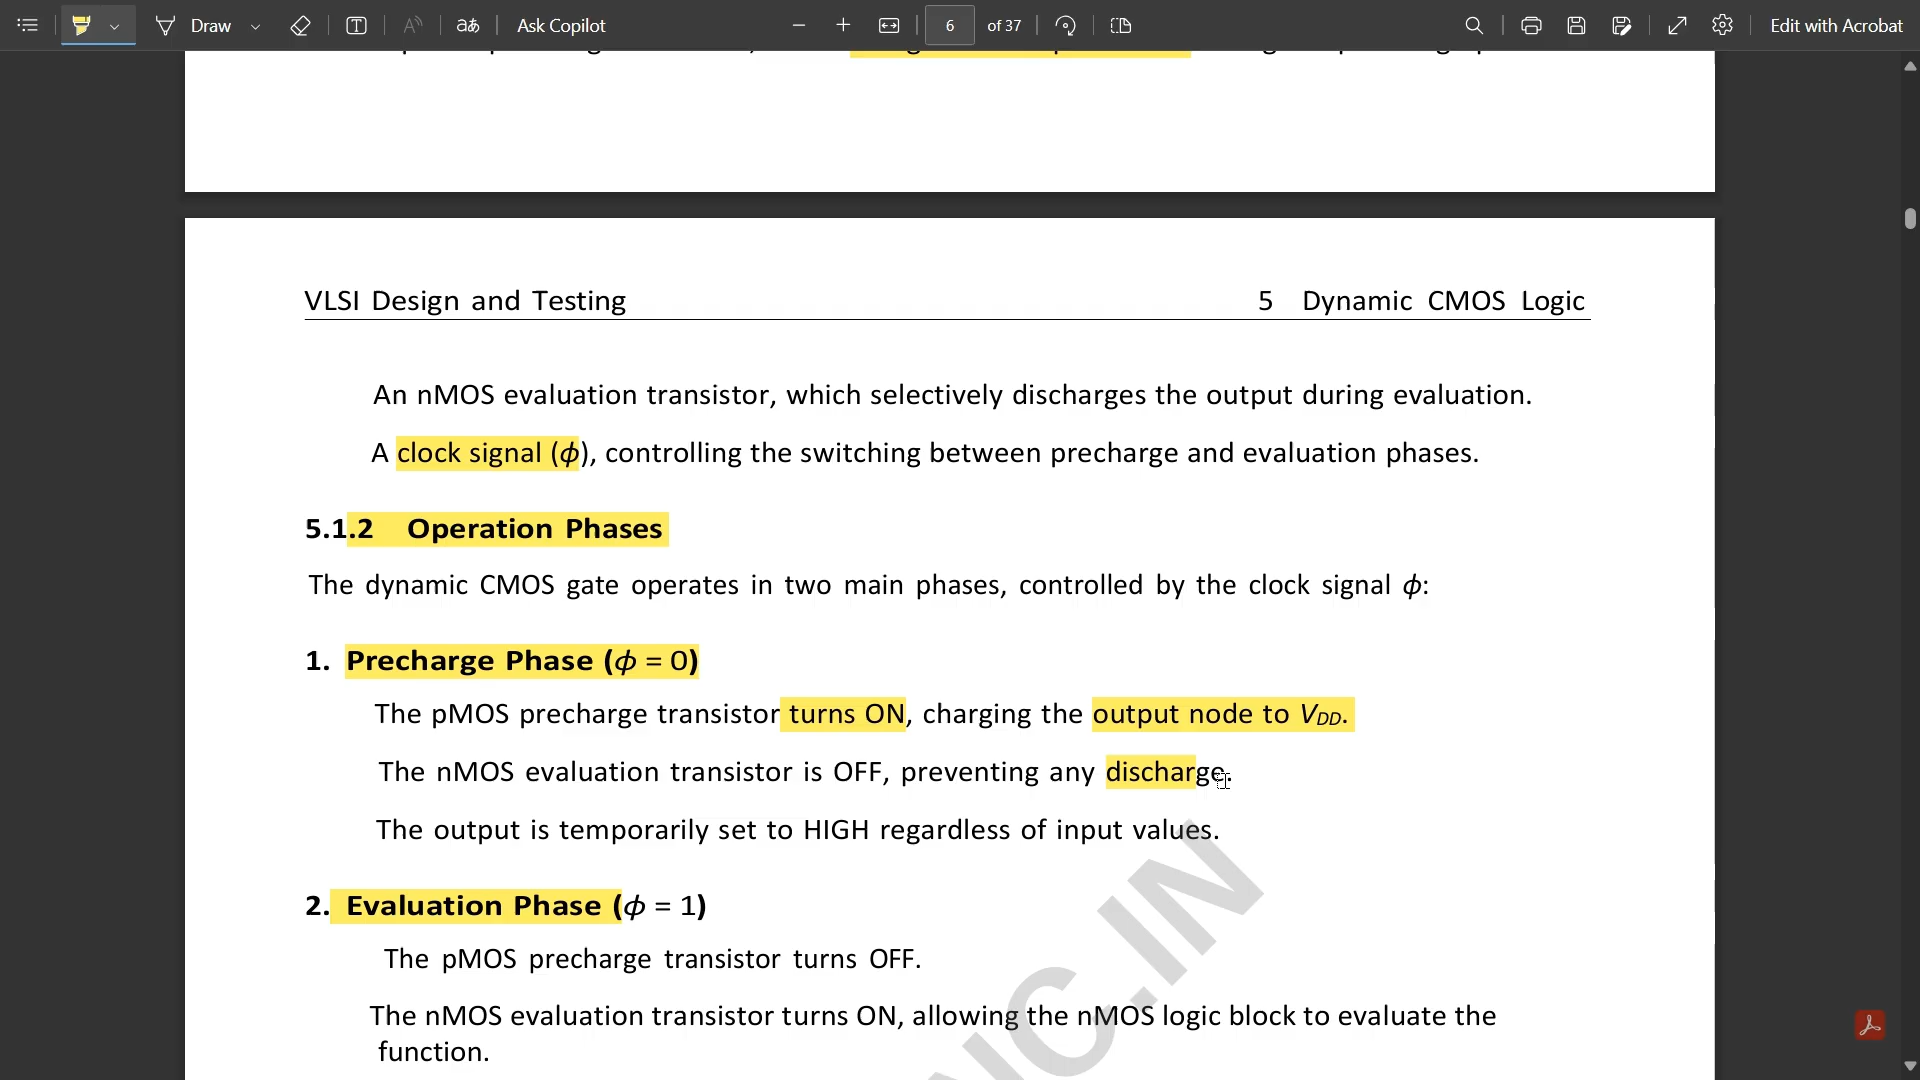 Draw
aあ
Ask Copilot
6 of 37
Edit with Acrobat
VLSI Design and Testing 5 Dynamic CMOS Logic
An nMOS evaluation transistor, which selectively discharges the output during evaluation.
A clock signal (ϕ), controlling the switching between precharge and evaluation phases.
5.1.2 Operation Phases
The dynamic CMOS gate operates in two main phases, controlled by the clock signal ϕ:
1. Precharge Phase (ϕ = 0)
The pMOS precharge transistor turns ON, charging the output node to VDD.
The nMOS evaluation transistor is OFF, preventing any discharge.
The output is temporarily set to HIGH regardless of input values.
2. Evaluation Phase (ϕ = 1)
The pMOS precharge transistor turns OFF.
The nMOS evaluation transistor turns ON, allowing the nMOS logic block to evaluate the
function.
NC.IN